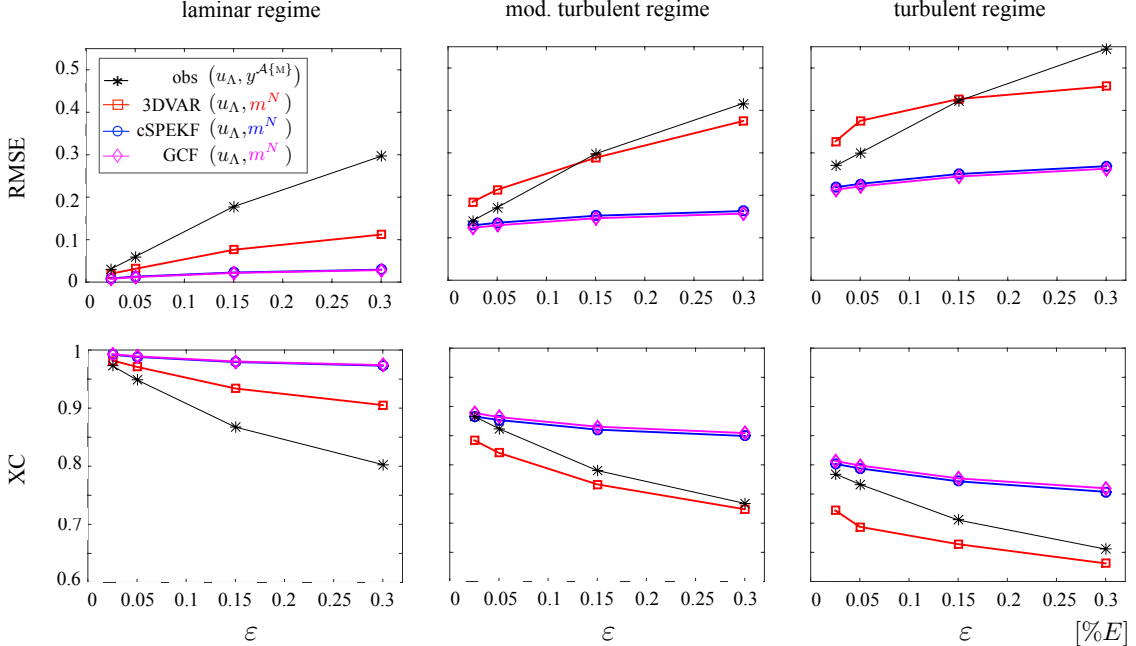 laminar regime
mod. turbulent regime
turbulent regime
RMSE
0.5
0.4
0.3
0.2
0.1
0
obs (u_Λ, y^{𝒜{M}})
3DVAR (u_Λ, m^N)
cSPEKF (u_Λ, m^N)
GCF (u_Λ, m^N)
0 0.05 0.1 0.15 0.2 0.25 0.3
0 0.05 0.1 0.15 0.2 0.25 0.3
0 0.05 0.1 0.15 0.2 0.25 0.3
XC
1
0.9
0.8
0.7
0.6
0 0.05 0.1 0.15 0.2 0.25 0.3
0 0.05 0.1 0.15 0.2 0.25 0.3
0 0.05 0.1 0.15 0.2 0.25 0.3
ε
ε
ε
[%E]